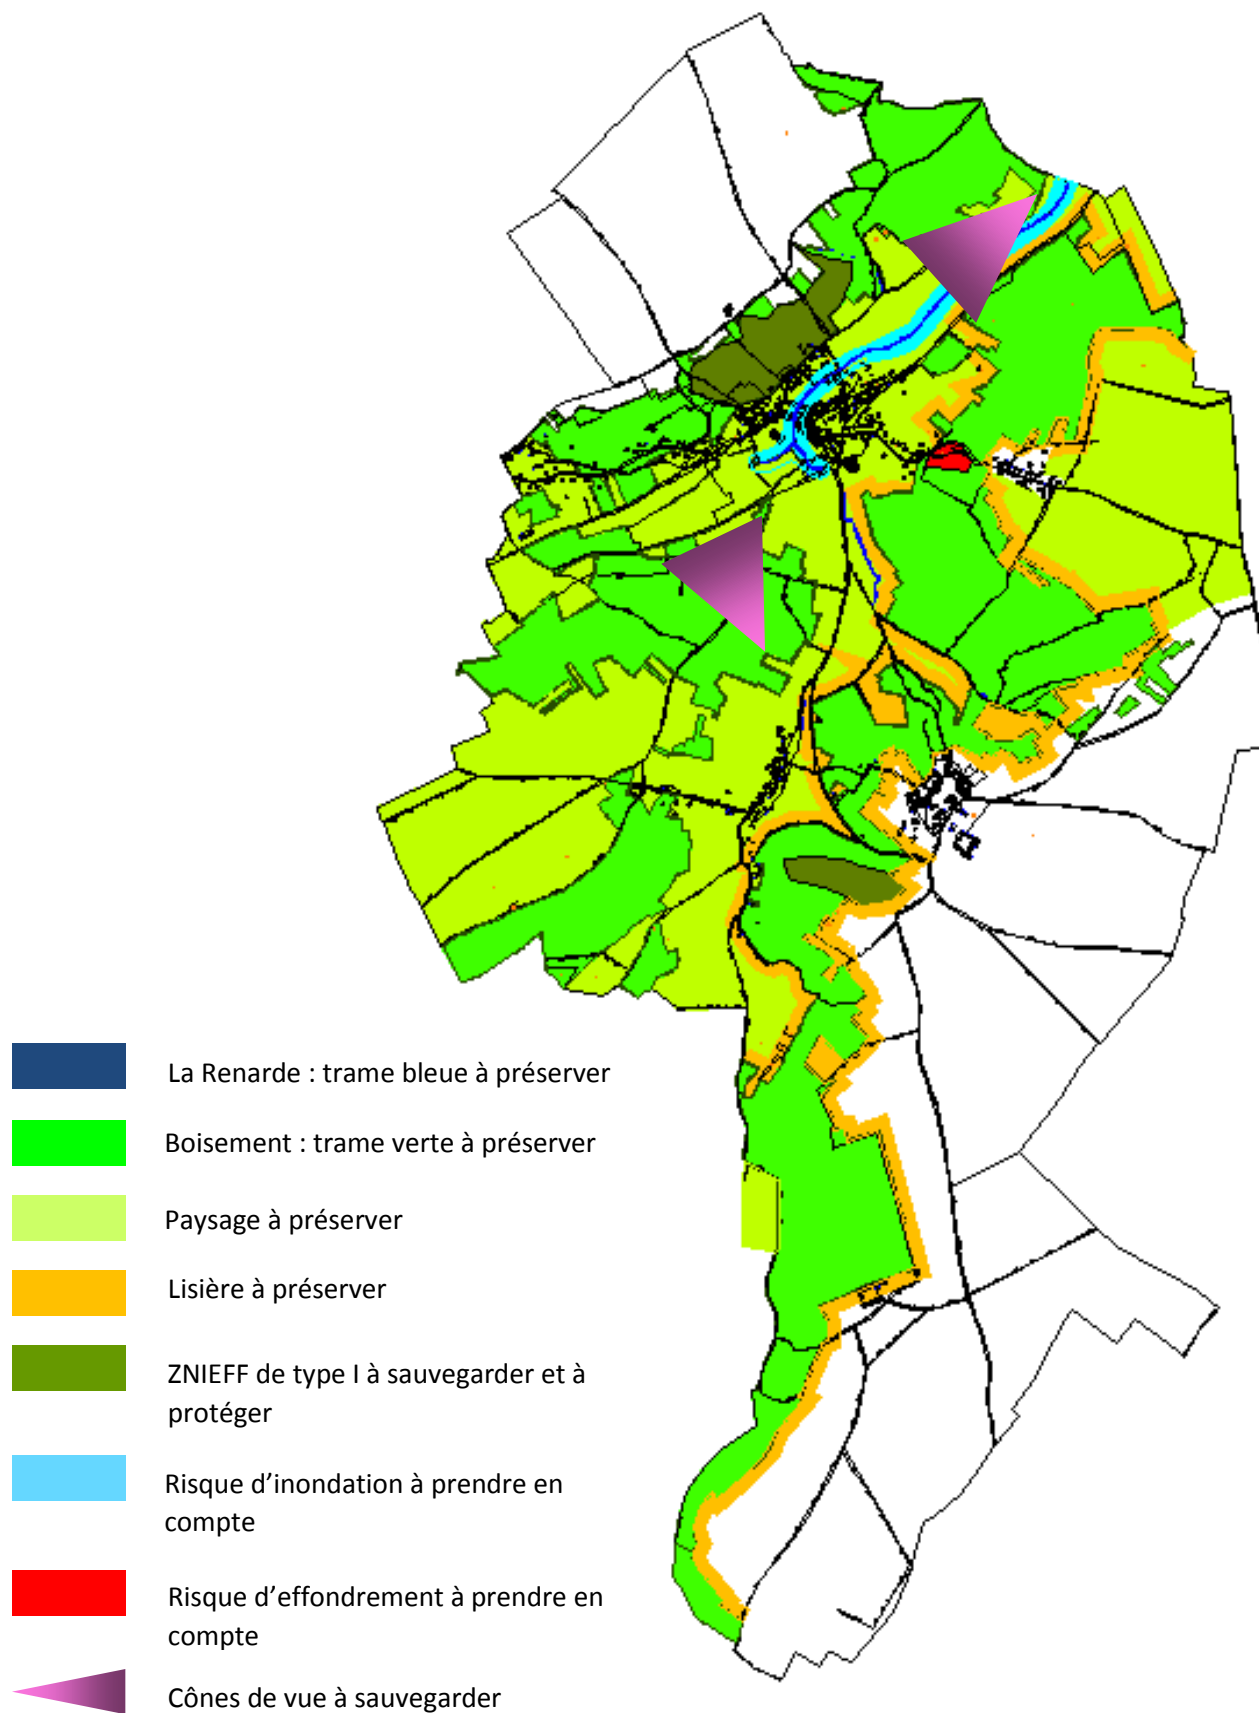 La Renarde : trame bleue à préserver
Boisement : trame verte à préserver
Paysage à préserver
Lisière à préserver
ZNIEFF de type I à sauvegarder et à
protéger
Risque d’inondation à prendre en
compte
Risque d’effondrement à prendre en
compte
Cônes de vue à sauvegarder